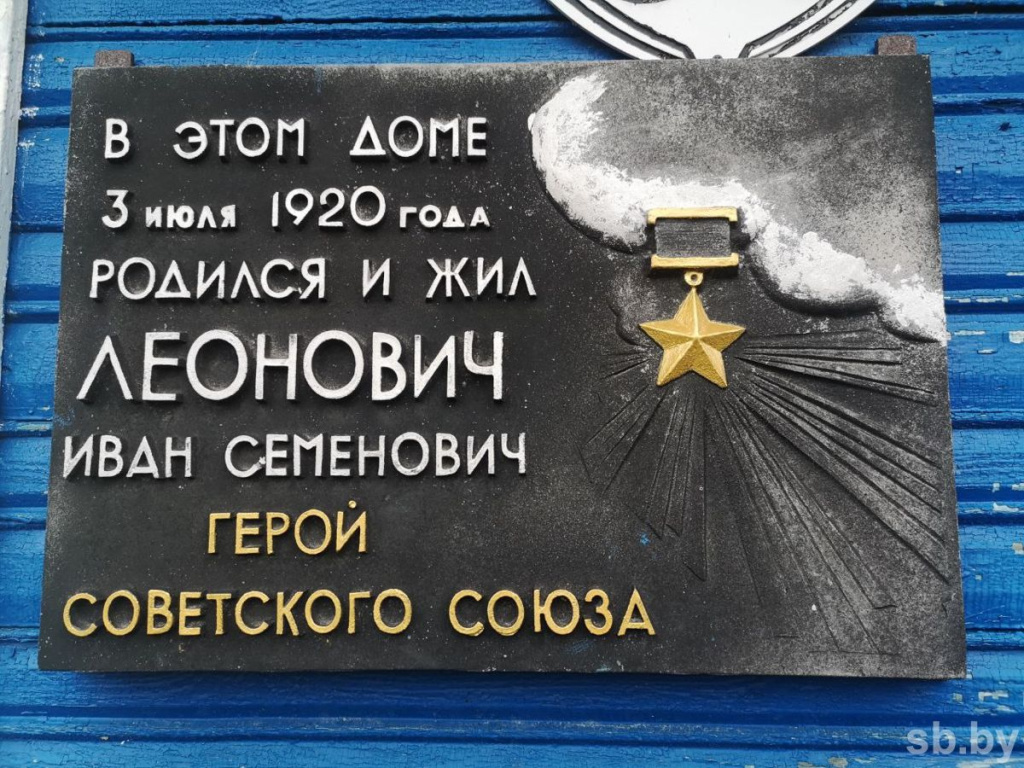 В ЭТОМ ДОМЕ
3 ИЮЛЯ 1920 ГОДА
РОДИЛСЯ И ЖИЛ
ЛЕОНОВИЧ
ИВАН СЕМЕНОВИЧ
ГЕРОЙ
СОВЕТСКОГО СОЮЗА
sb.by